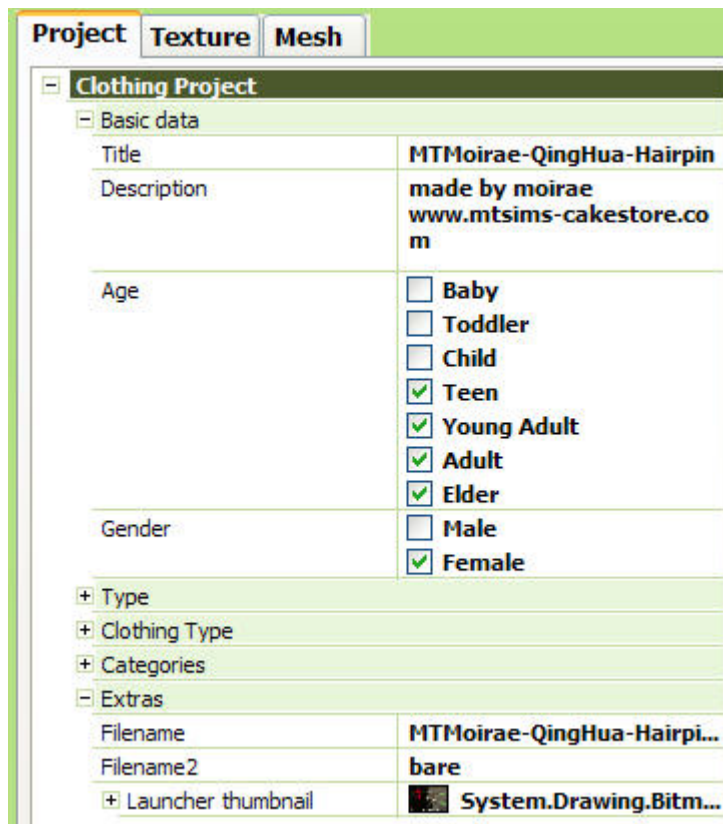 Project Texture Mesh
Clothing Project
Basic data
Title MTMoirae-QingHua-Hairpin
Description made by moirae
www.mtsims-cakestore.co
m
Age Baby
Toddler
Child
Teen
Young Adult
Adult
Elder
Gender Male
Female
Type
Clothing Type
Categories
Extras
Filename MTMoirae-QingHua-Hairpi...
Filename2 bare
Launcher thumbnail System.Drawing.Bitm...